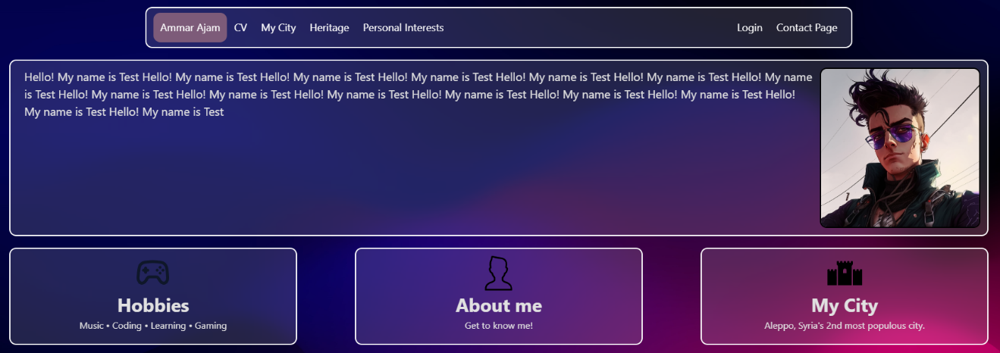 Ammar Ajam CV My City Heritage Personal Interests Login Contact Page
Hello! My name is Test Hello! My name is Test Hello! My name is Test Hello! My name is Test Hello! My name is Test Hello! My name is Test Hello! My name
is Test Hello! My name is Test Hello! My name is Test Hello! My name is Test Hello! My name is Test Hello! My name is Test Hello! My name is Test Hello!
My name is Test Hello! My name is Test
Hobbies
Music • Coding • Learning • Gaming
About me
Get to know me!
My City
Aleppo, Syria's 2nd most populous city.